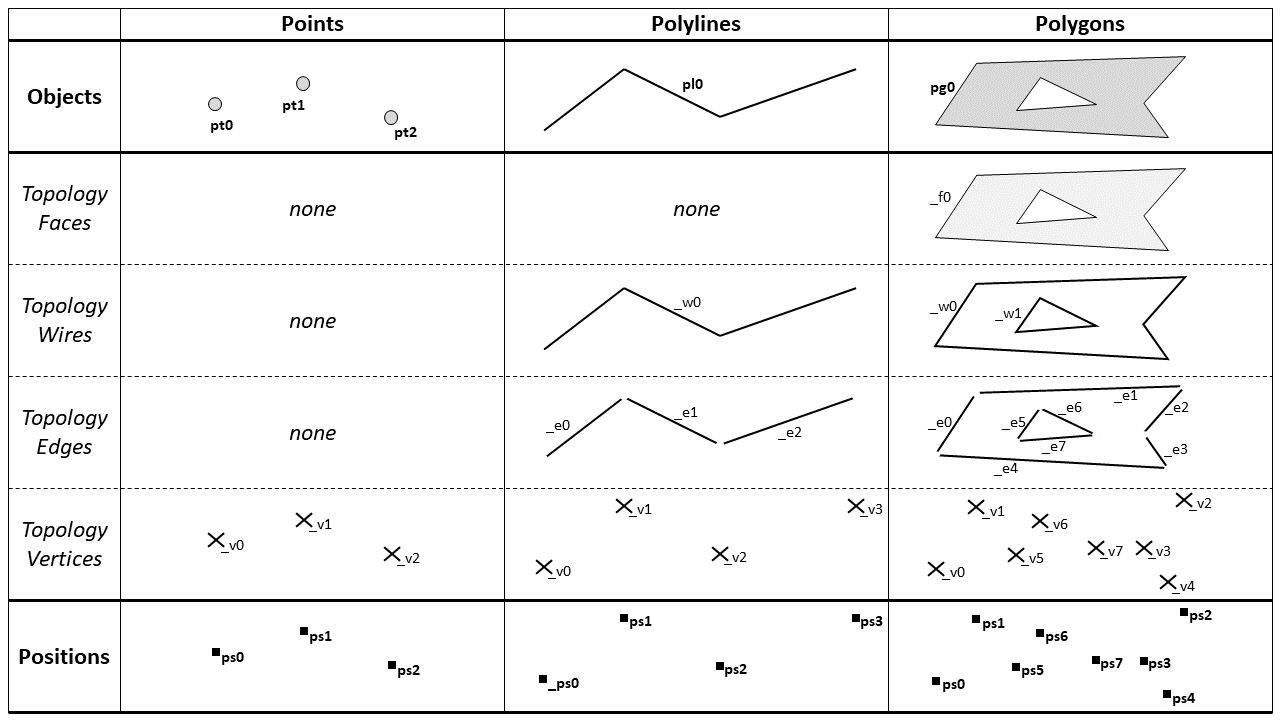 Points Polylines Polygons
Objects
pt0
pt1
pt2
pl0
pg0
Topology
Faces
none
none
_f0
Topology
Wires
none
_w0
_w0
_w1
Topology
Edges
none
_e0
_e1
_e2
_e0
_e1
_e2
_e3
_e4
_e5
_e6
_e7
Topology
Vertices
_v0
_v1
_v2
_v0
_v1
_v2
_v3
_v0
_v1
_v2
_v3
_v4
_v5
_v6
_v7
Positions
ps0
ps1
ps2
_ps0
ps1
ps2
ps3
ps0
ps1
ps2
ps3
ps4
ps5
ps6
ps7